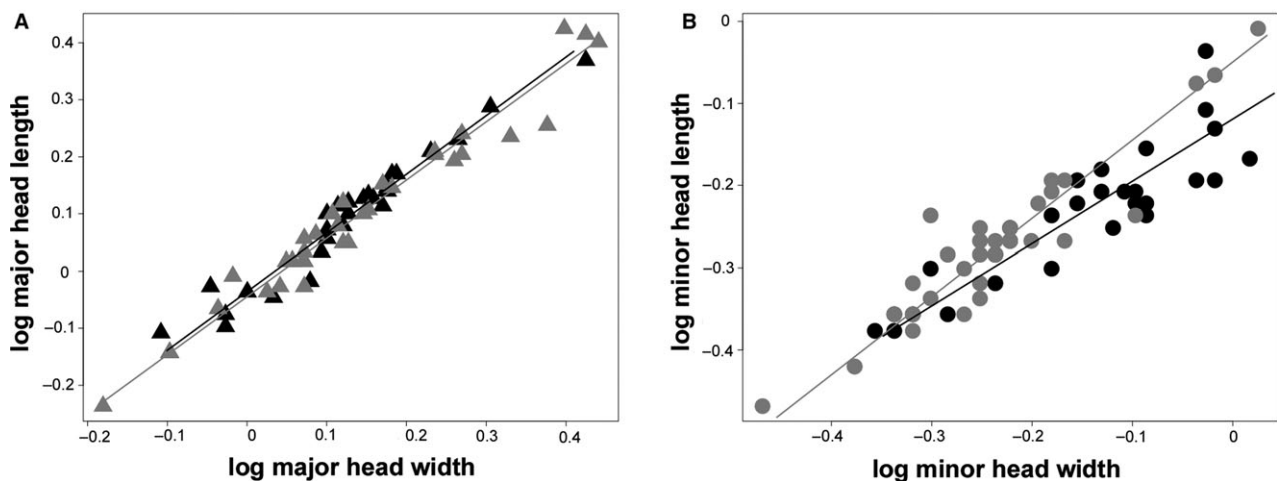 A
log major head length
0.4
0.3
0.2
0.1
0
–0.1
–0.2
–0.2 –0.1 0 0.1 0.2 0.3 0.4
log major head width
B
log minor head length
0
–0.1
–0.2
–0.3
–0.4
–0.4 –0.3 –0.2 –0.1 0
log minor head width